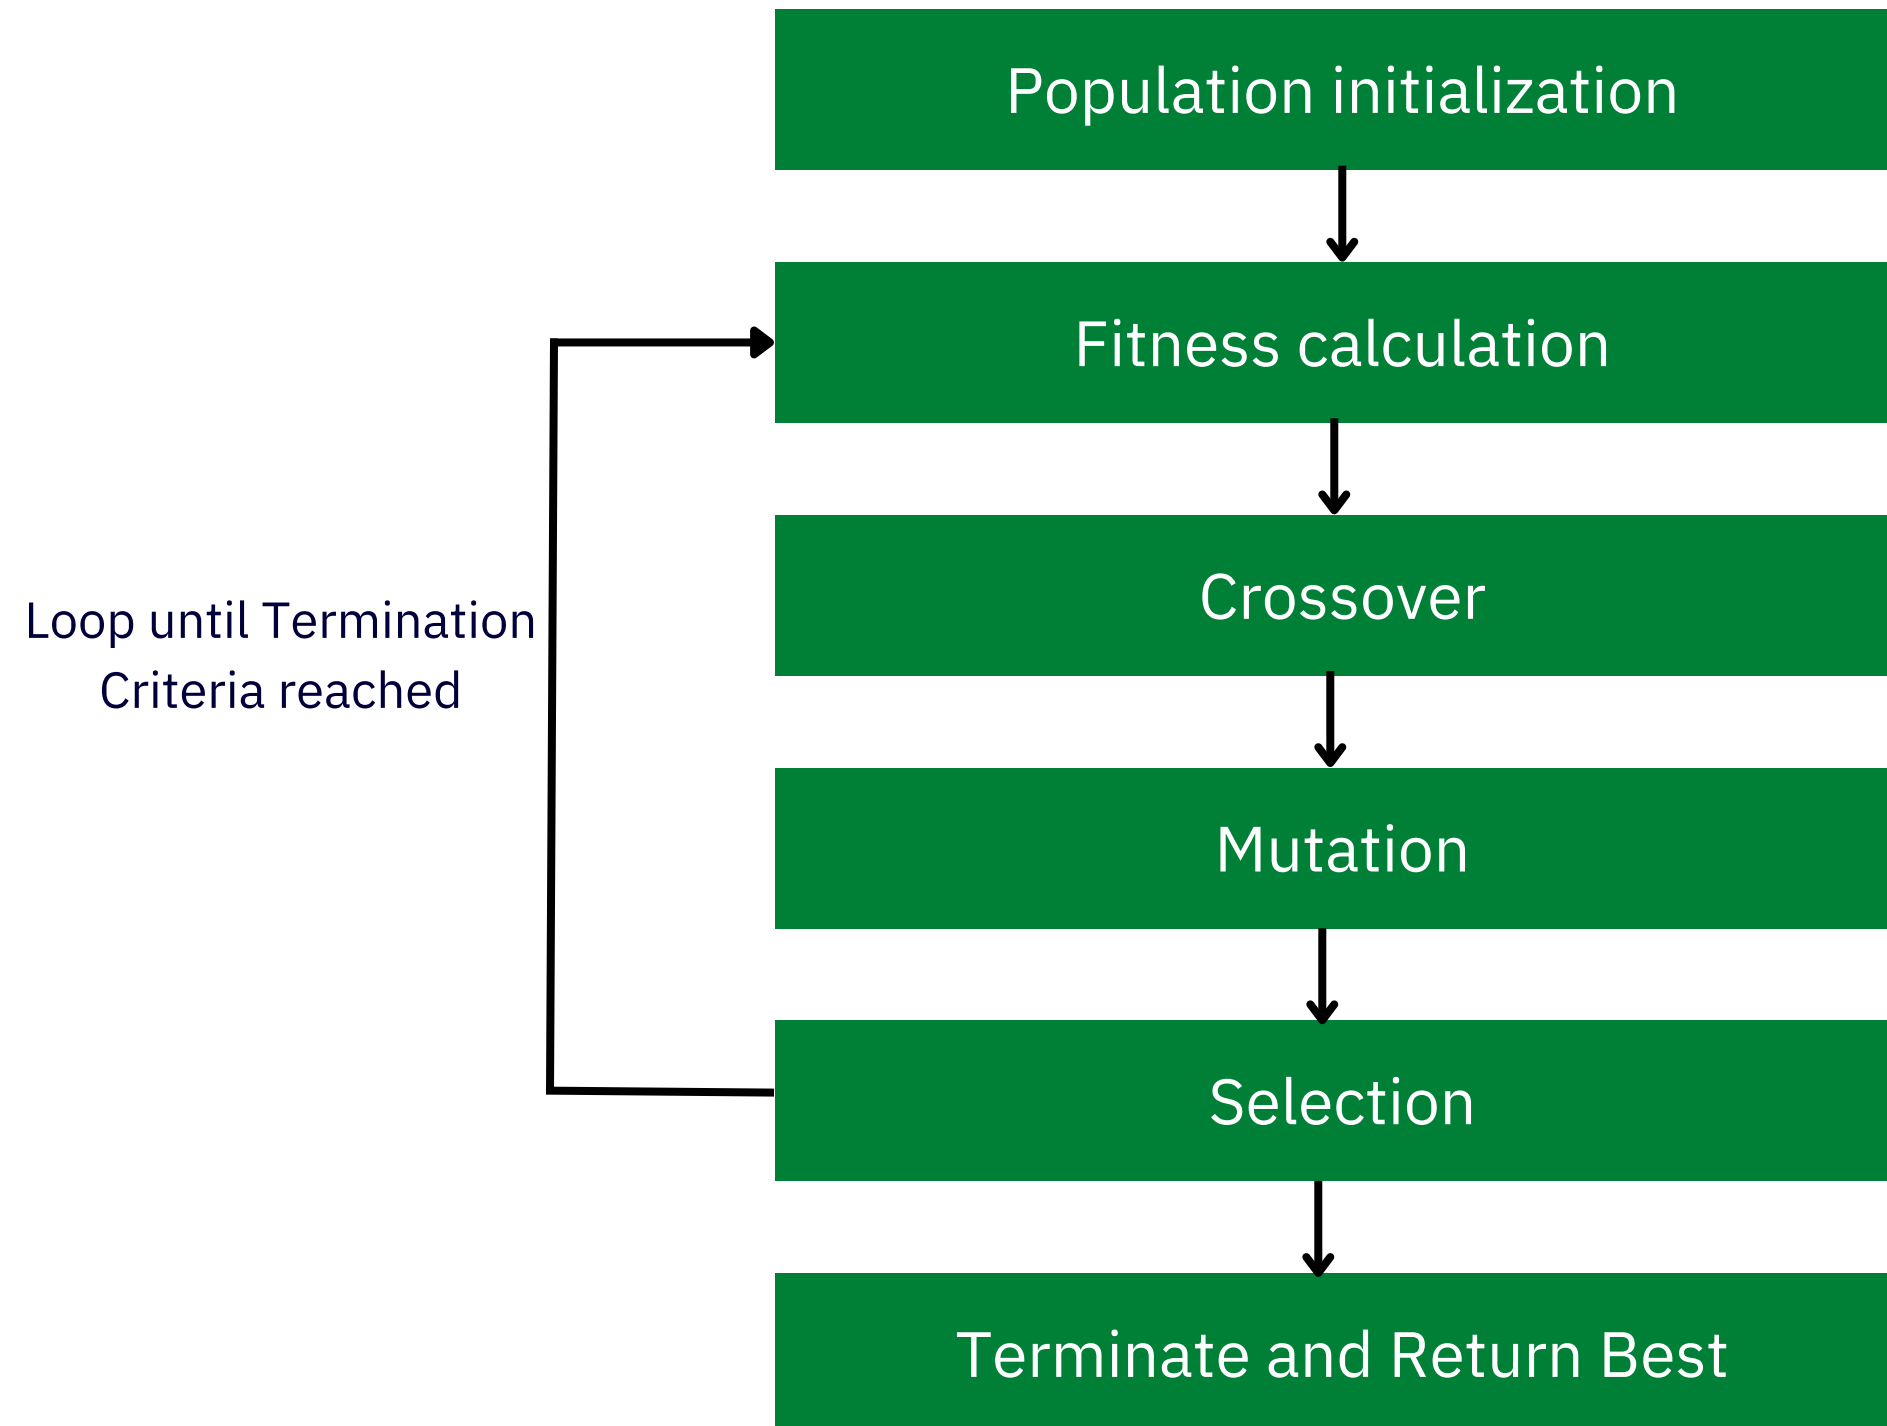 Population initialization
Fitness calculation
Crossover
Loop until Termination
Criteria reached
Mutation
Selection
Terminate and Return Best